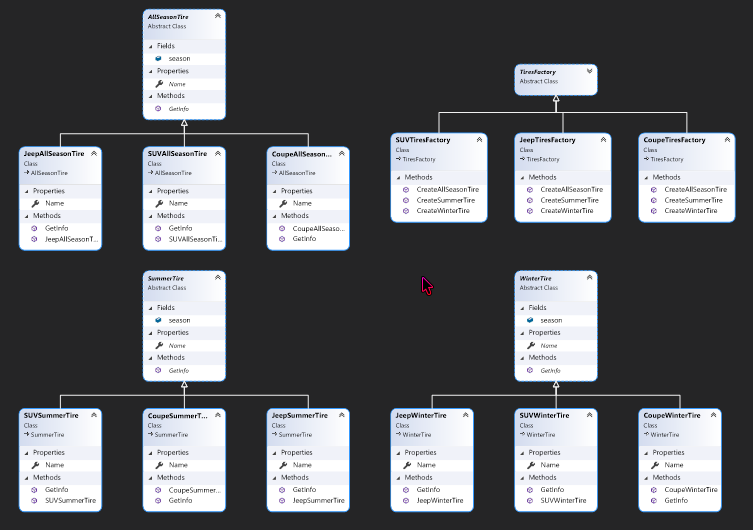 AllSeasonTire
Abstract Class
Fields
season
Properties
Name
Methods
GetInfo
TiresFactory
Abstract Class
JeepAllSeasonTire
Class
AllSeasonTire
Properties
Name
Methods
GetInfo
JeepAllSeasonT...
SUVAllSeasonTire
Class
AllSeasonTire
Properties
Name
Methods
GetInfo
SUVAllSeasonTi...
CoupeAllSeason...
Class
AllSeasonTire
Properties
Name
Methods
CoupeAllSeaso...
GetInfo
SUVTiresFactory
Class
TiresFactory
Methods
CreateAllSeasonTire
CreateSummerTire
CreateWinterTire
JeepTiresFactory
Class
TiresFactory
Methods
CreateAllSeasonTire
CreateSummerTire
CreateWinterTire
CoupeTiresFactory
Class
TiresFactory
Methods
CreateAllSeasonTire
CreateSummerTire
CreateWinterTire
SummerTire
Abstract Class
Fields
season
Properties
Name
Methods
GetInfo
WinterTire
Abstract Class
Fields
season
Properties
Name
Methods
GetInfo
SUVSummerTire
Class
SummerTire
Properties
Name
Methods
GetInfo
SUVSummerTire
CoupeSummerT...
Class
SummerTire
Properties
Name
Methods
CoupeSummer...
GetInfo
JeepSummerTire
Class
SummerTire
Properties
Name
Methods
GetInfo
JeepSummerTire
JeepWinterTire
Class
WinterTire
Properties
Name
Methods
GetInfo
JeepWinterTire
SUVWinterTire
Class
WinterTire
Properties
Name
Methods
GetInfo
SUVWinterTire
CoupeWinterTire
Class
WinterTire
Properties
Name
Methods
CoupeWinterTire
GetInfo